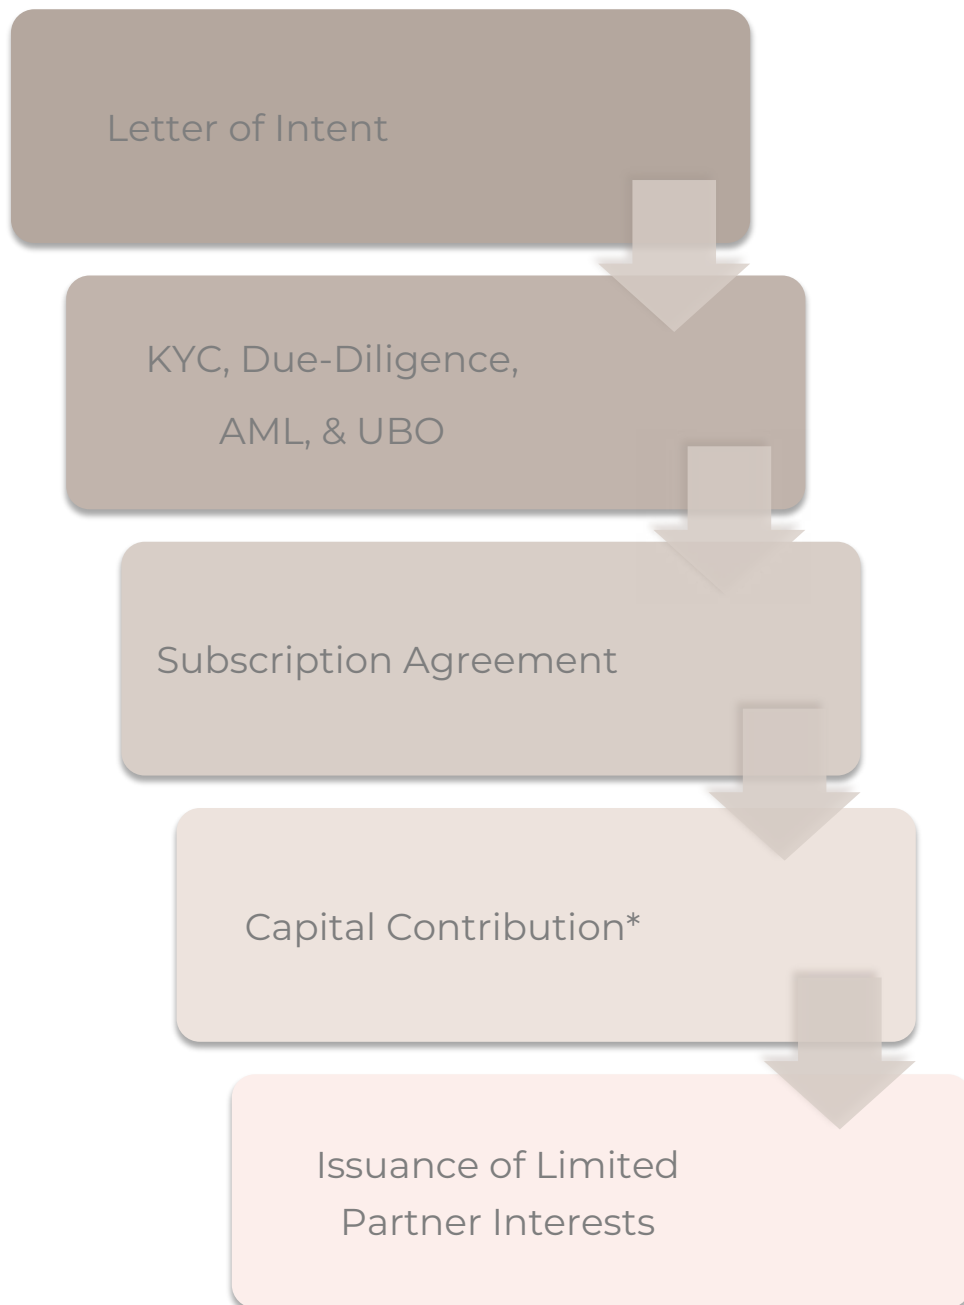 Letter of Intent
KYC, Due-Diligence,
AML, & UBO
Subscription Agreement
Capital Contribution*
Issuance of Limited
Partner Interests